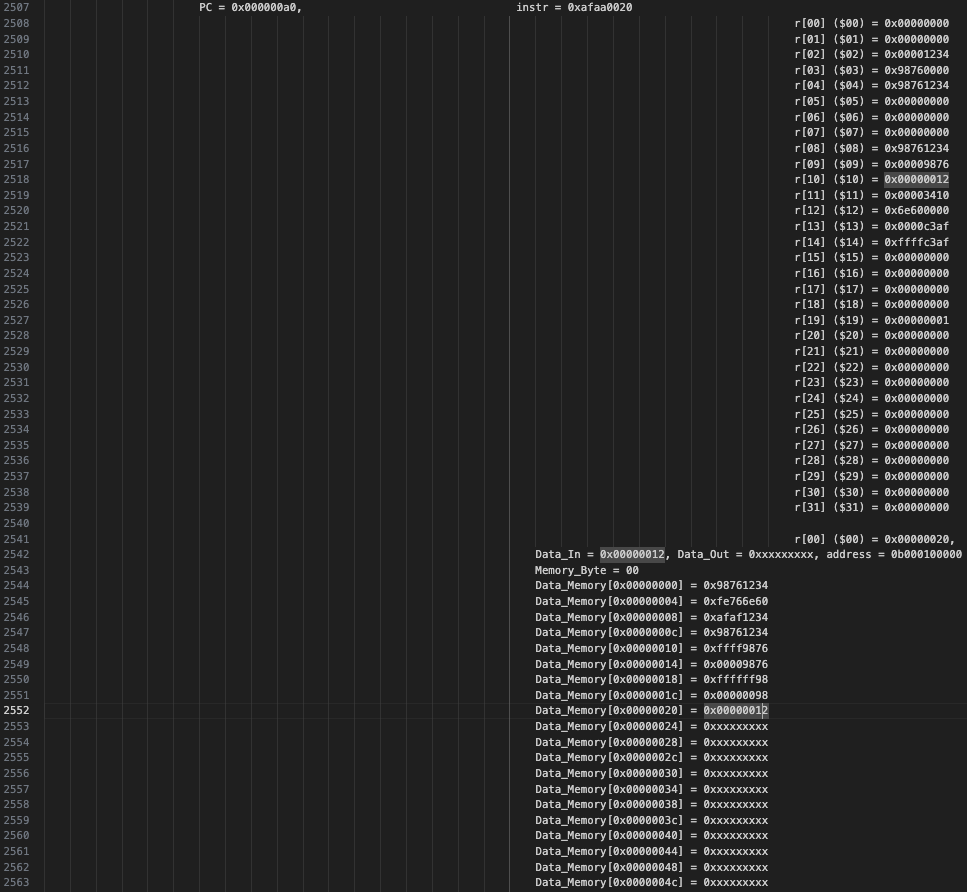 2507 PC = 0x000000a0, instr = 0xafaa0020
2508 r[00] ($00) = 0x00000000
2509 r[01] ($01) = 0x00000000
2510 r[02] ($02) = 0x00001234
2511 r[03] ($03) = 0x98760000
2512 r[04] ($04) = 0x98761234
2513 r[05] ($05) = 0x00000000
2514 r[06] ($06) = 0x00000000
2515 r[07] ($07) = 0x00000000
2516 r[08] ($08) = 0x98761234
2517 r[09] ($09) = 0x00009876
2518 r[10] ($10) = 0x00000012
2519 r[11] ($11) = 0x00003410
2520 r[12] ($12) = 0x6e600000
2521 r[13] ($13) = 0x0000c3af
2522 r[14] ($14) = 0xffffc3af
2523 r[15] ($15) = 0x00000000
2524 r[16] ($16) = 0x00000000
2525 r[17] ($17) = 0x00000000
2526 r[18] ($18) = 0x00000000
2527 r[19] ($19) = 0x00000001
2528 r[20] ($20) = 0x00000000
2529 r[21] ($21) = 0x00000000
2530 r[22] ($22) = 0x00000000
2531 r[23] ($23) = 0x00000000
2532 r[24] ($24) = 0x00000000
2533 r[25] ($25) = 0x00000000
2534 r[26] ($26) = 0x00000000
2535 r[27] ($27) = 0x00000000
2536 r[28] ($28) = 0x00000000
2537 r[29] ($29) = 0x00000000
2538 r[30] ($30) = 0x00000000
2539 r[31] ($31) = 0x00000000
2540
2541 r[00] ($00) = 0x00000020,
2542 Data_In = 0x00000012, Data_Out = 0xxxxxxxxx, address = 0b000100000
2543 Memory_Byte = 00
2544 Data_Memory[0x00000000] = 0x98761234
2545 Data_Memory[0x00000004] = 0xfe766e60
2546 Data_Memory[0x00000008] = 0xafaf1234
2547 Data_Memory[0x0000000c] = 0x98761234
2548 Data_Memory[0x00000010] = 0xffff9876
2549 Data_Memory[0x00000014] = 0x00009876
2550 Data_Memory[0x00000018] = 0xffffff98
2551 Data_Memory[0x0000001c] = 0x00000098
2552 Data_Memory[0x00000020] = 0x00000012
2553 Data_Memory[0x00000024] = 0xxxxxxxxx
2554 Data_Memory[0x00000028] = 0xxxxxxxxx
2555 Data_Memory[0x0000002c] = 0xxxxxxxxx
2556 Data_Memory[0x00000030] = 0xxxxxxxxx
2557 Data_Memory[0x00000034] = 0xxxxxxxxx
2558 Data_Memory[0x00000038] = 0xxxxxxxxx
2559 Data_Memory[0x0000003c] = 0xxxxxxxxx
2560 Data_Memory[0x00000040] = 0xxxxxxxxx
2561 Data_Memory[0x00000044] = 0xxxxxxxxx
2562 Data_Memory[0x00000048] = 0xxxxxxxxx
2563 Data_Memory[0x0000004c] = 0xxxxxxxxx